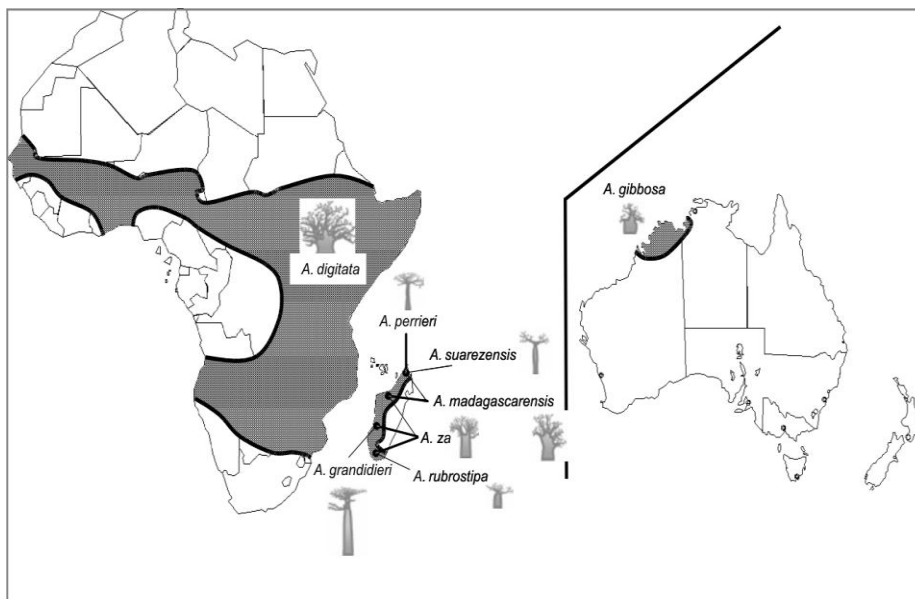 A. gibbosa
A. digitata
A. perrieri
A. suarezensis
A. madagascarensis
A. za
A. grandidieri
A. rubrostipa